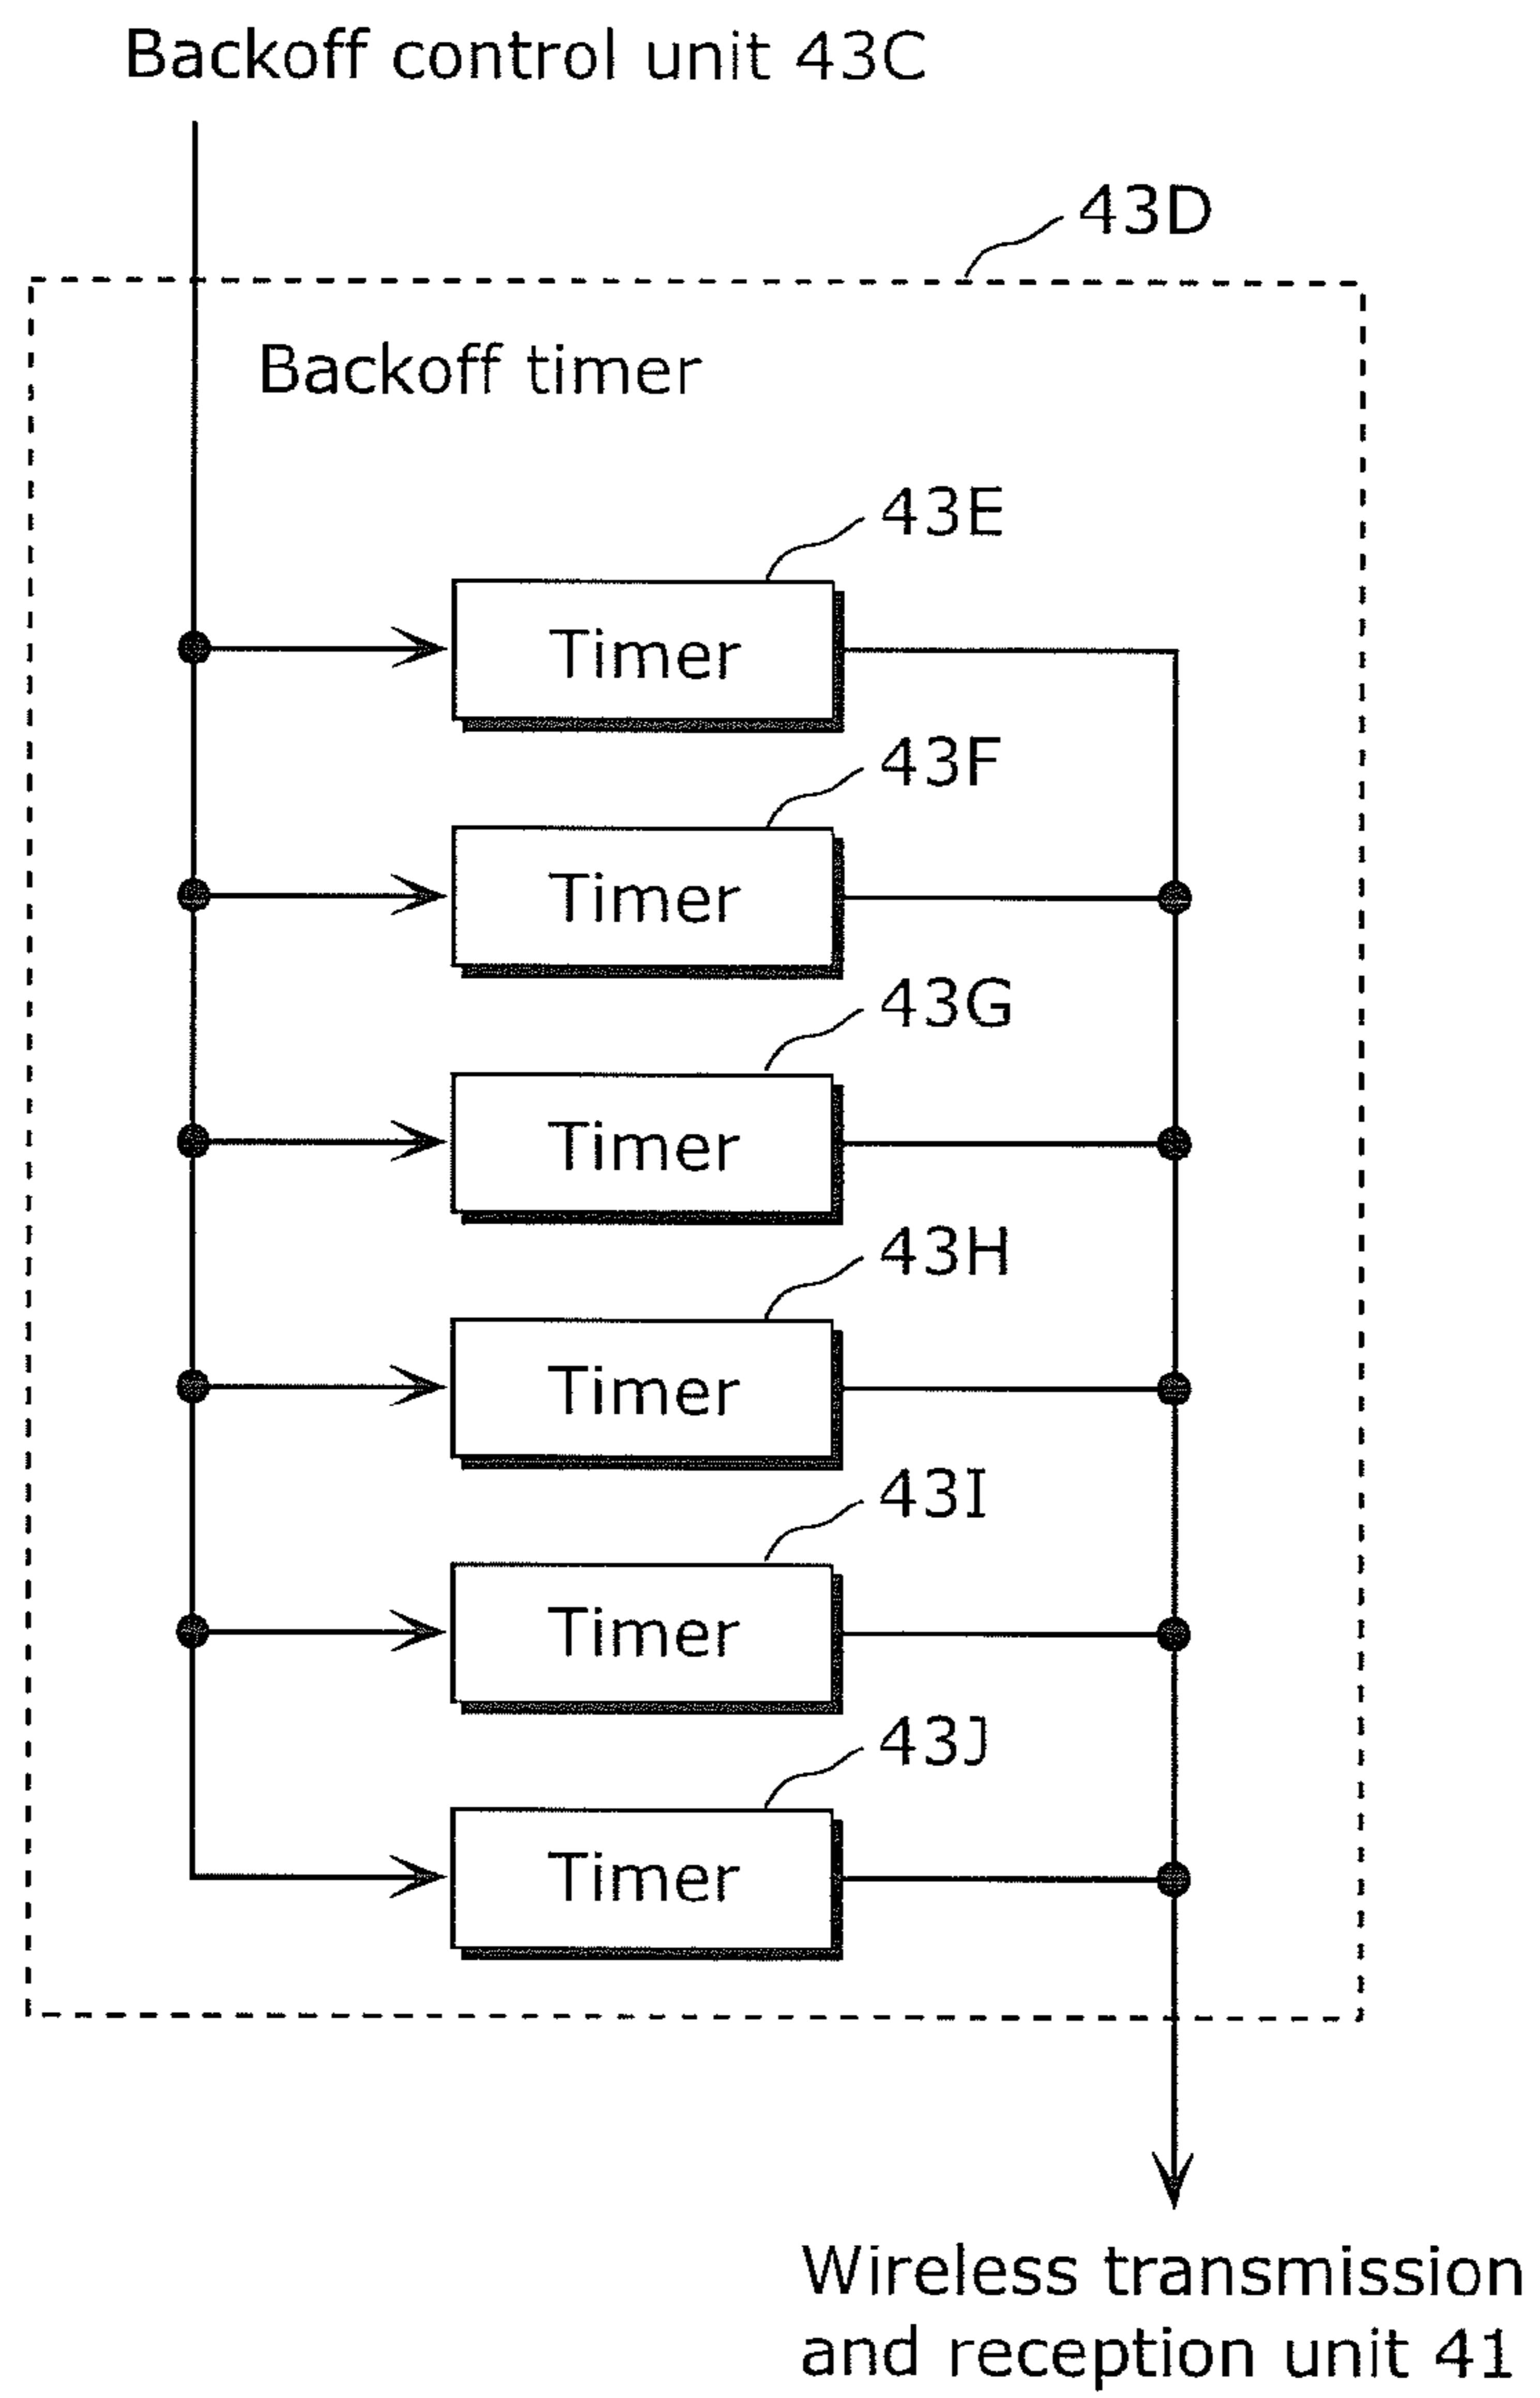 Backoff control unit 43C
43D
Backoff timer
43E
Timer
43F
Timer
43G
Timer
43H
Timer
43I
Timer
43J
Timer
Wireless transmission
and reception unit 41